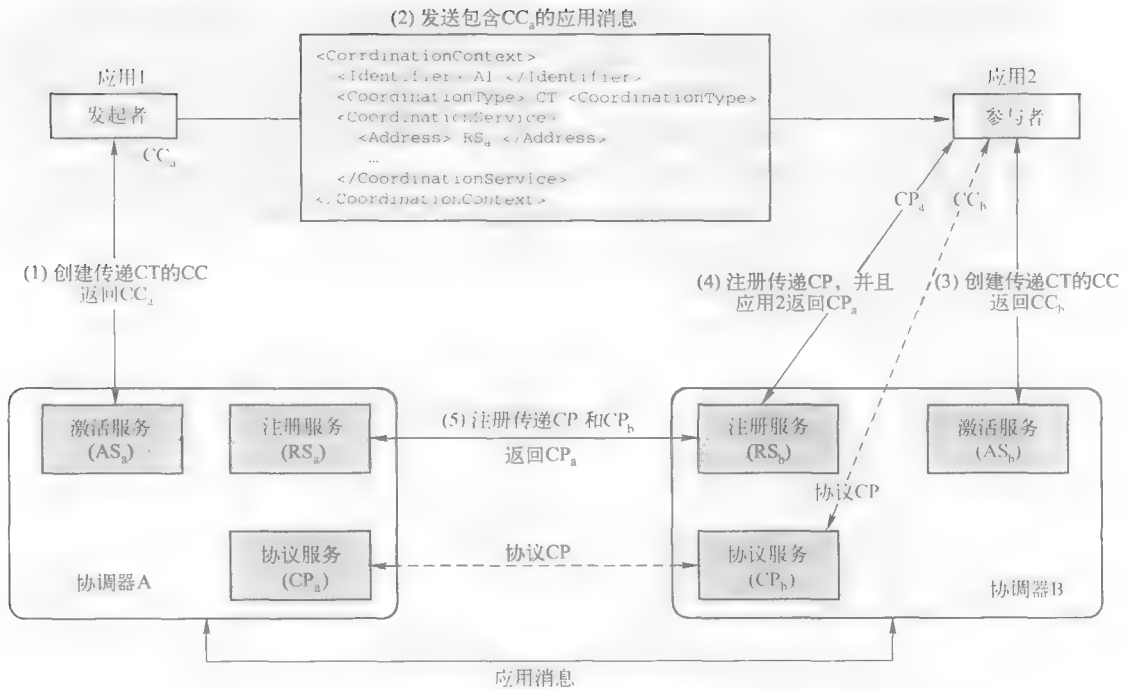 (2) 发送包含CCa的应用消息
<CorrdinationContext>
<Identifier> A1 </Identifier>
<CoordinationType> CT <CoordinationType>
<CoordinationService>
<Address> RSa </Address>
…
</CoordinationService>
</CoordinationContext>
应用1
发起者
CCa
应用2
参与者
CPa
CCb
(1) 创建传递CT的CC
返回CCa
(4) 注册传递CP，并且
应用2返回CPa
(3) 创建传递CT的CC
返回CCb
激活服务
(ASa)
注册服务
(RSa)
(5) 注册传递CP 和CPb
返回CPa
注册服务
(RSb)
激活服务
(ASb)
协议CP
协议服务
(CPa)
协议CP
协议服务
(CPb)
协调器A
协调器B
应用消息